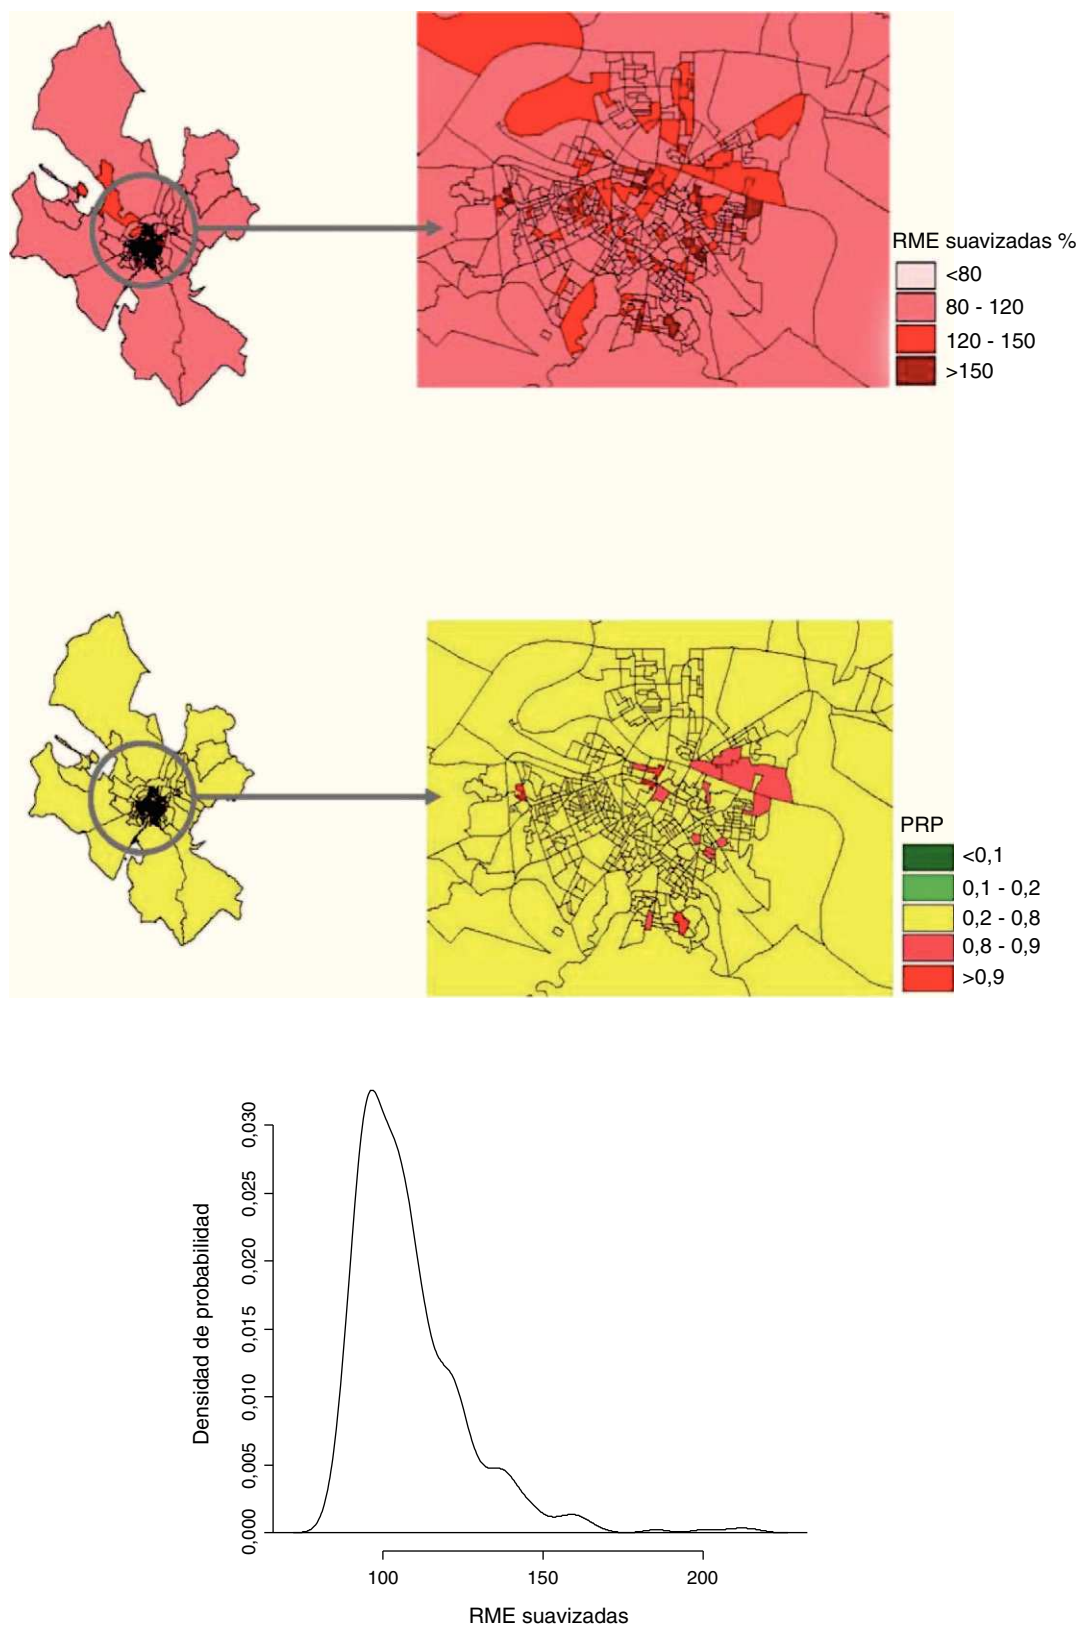 RME suavizadas %
<80
80 - 120
120 - 150
>150
PRP
<0,1
0,1 - 0,2
0,2 - 0,8
0,8 - 0,9
>0,9
Densidad de probabilidad
0,030
0,025
0,020
0,015
0,010
0,005
0,000
100 150 200
RME suavizadas